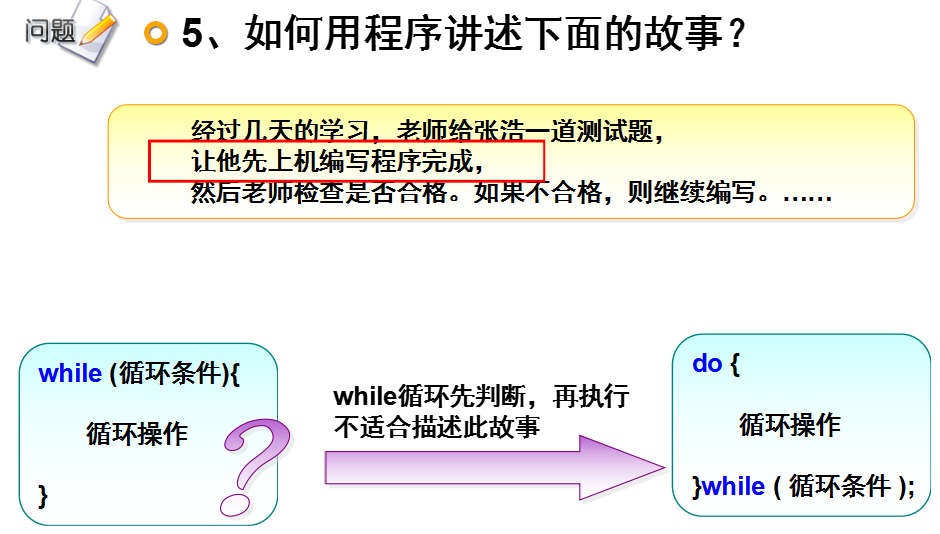 问题
5、如何用程序讲述下面的故事？
经过几天的学习，老师给张浩一道测试题，
让他先上机编写程序完成，
然后老师检查是否合格。如果不合格，则继续编写。……
while (循环条件){
循环操作
}
?
while循环先判断，再执行
不适合描述此故事
do {
循环操作
}while ( 循环条件 );